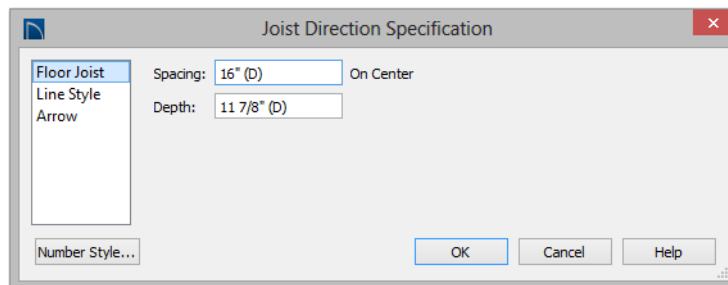 Joist Direction Specification
Floor Joist
Line Style
Arrow
Spacing: 16" (D) On Center
Depth: 11 7/8" (D)
Number Style...
OK Cancel Help